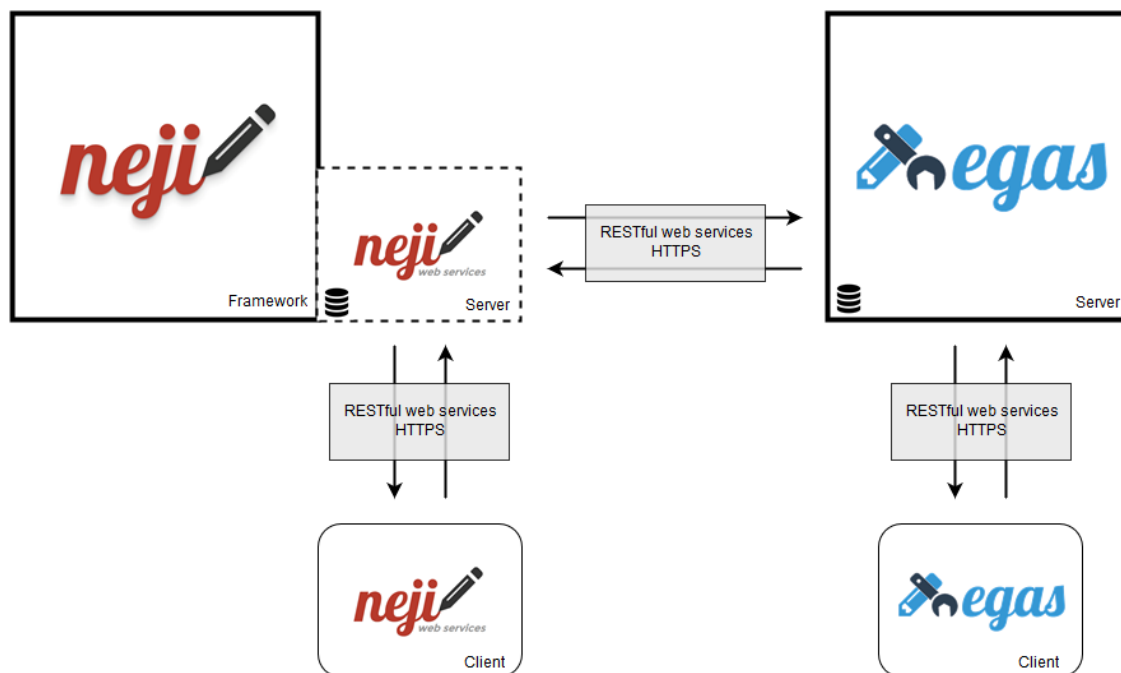 neji
Framework
neji
web services
Server
RESTful web services
HTTPS
egas
Server
RESTful web services
HTTPS
RESTful web services
HTTPS
neji
web services
Client
egas
Client